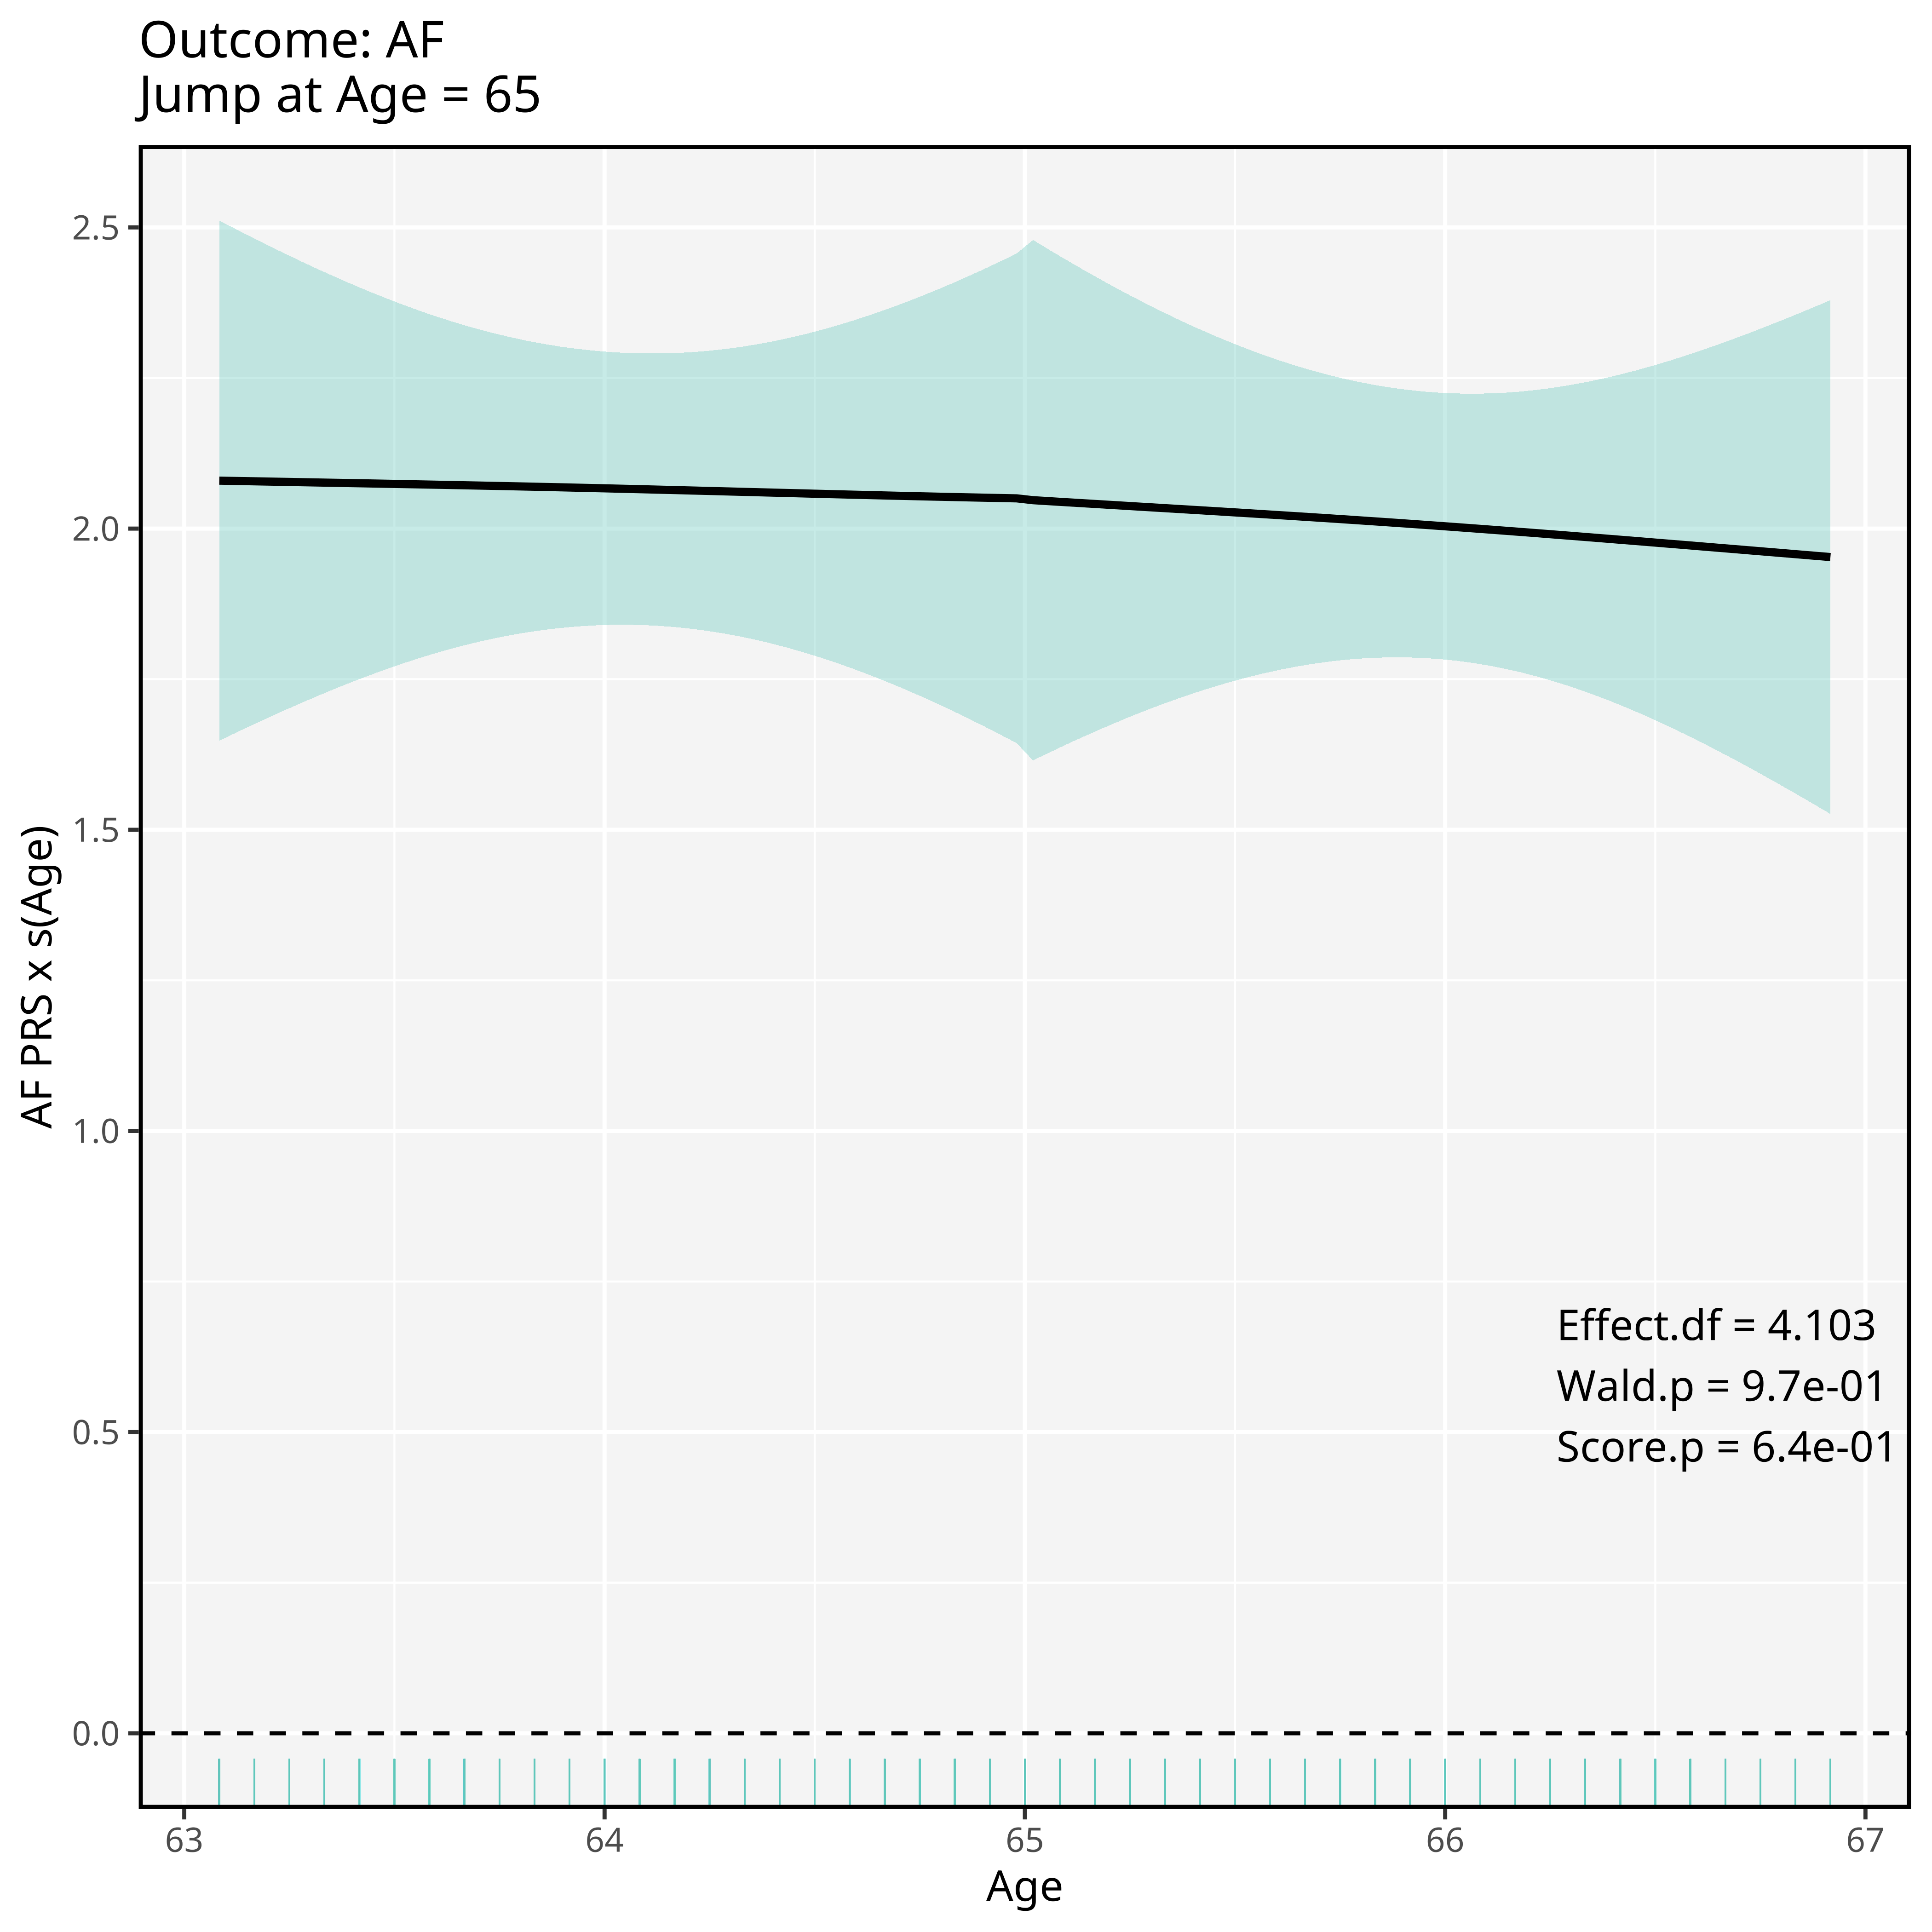 Outcome: AF
Jump at Age = 65
AF PRS x s(Age)
2.5
2.0
1.5
1.0
0.5
0.0
Effect.df = 4.103
Wald.p = 9.7e-01
Score.p = 6.4e-01
63 64 65 66 67
Age